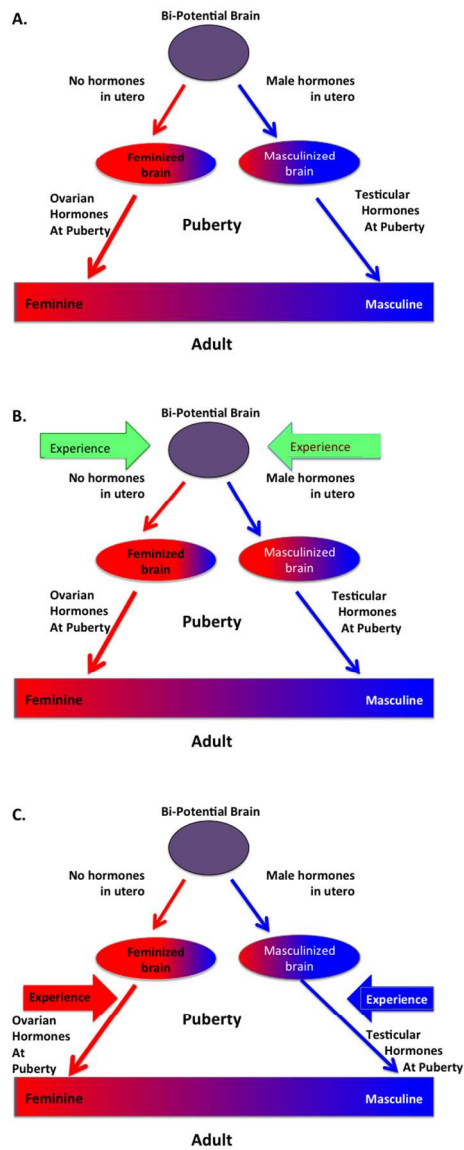 A.
Bi-Potential Brain
No hormones
in utero
Male hormones
in utero
Feminized
brain
Masculinized
brain
Ovarian
Hormones
At Puberty
Puberty
Testicular
Hormones
At Puberty
Feminine
Masculine
Adult
B.
Bi-Potential Brain
Experience
Experience
No hormones
in utero
Male hormones
in utero
Feminized
brain
Masculinized
brain
Ovarian
Hormones
At Puberty
Puberty
Testicular
Hormones
At Puberty
Feminine
Masculine
Adult
C.
Bi-Potential Brain
No hormones
in utero
Male hormones
in utero
Feminized
brain
Masculinized
brain
Experience
Experience
Ovarian
Hormones
At
Puberty
Puberty
Testicular
Hormones
At Puberty
Feminine
Masculine
Adult